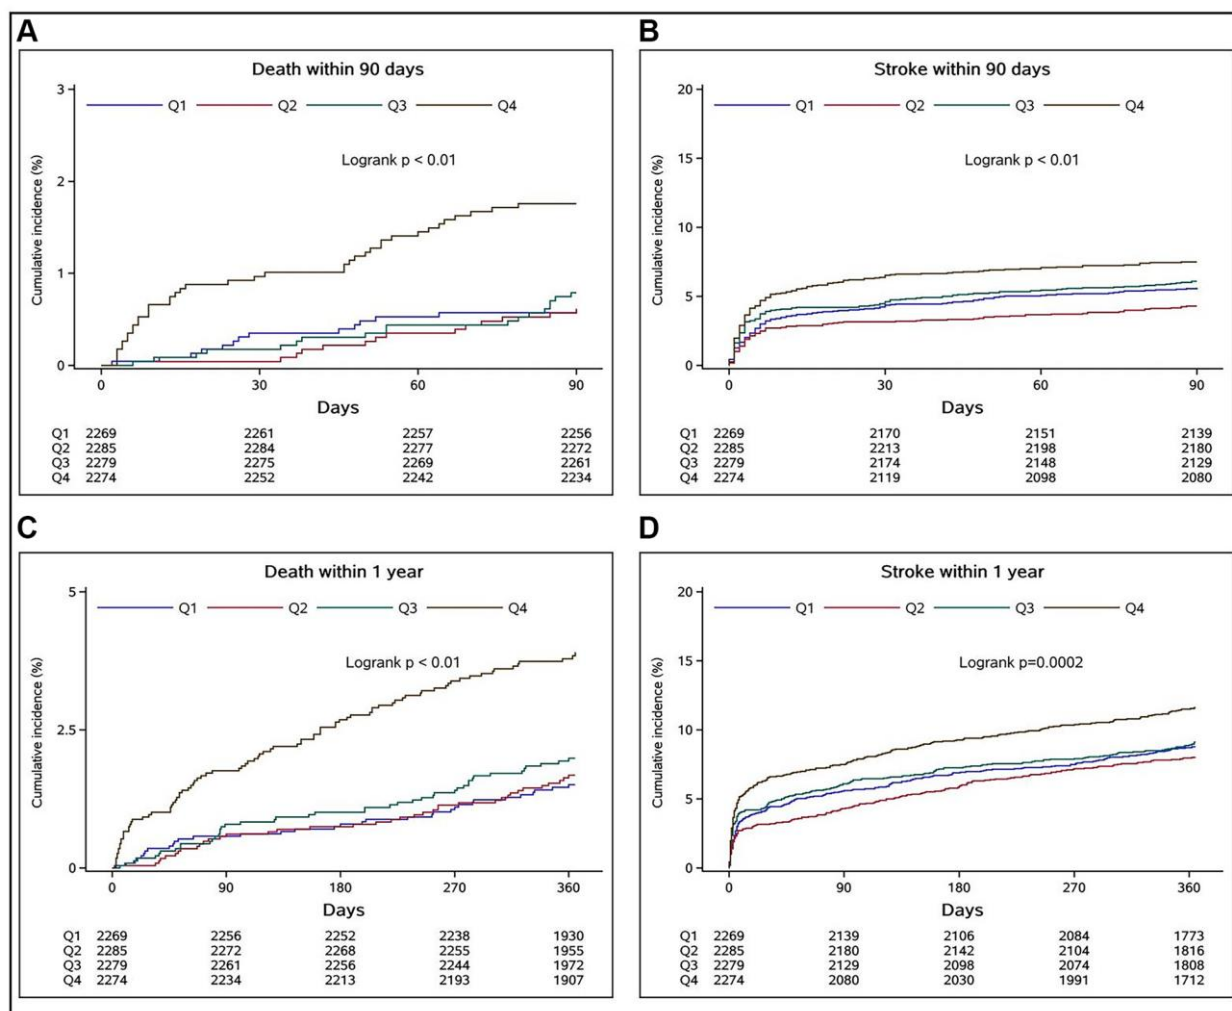 A
Death within 90 days
3
2
1
0
Cumulative incidence (%)
Q1 Q2 Q3 Q4
Logrank p < 0.01
0 30 60 90
Days
Q1 2269 2261 2257 2256
Q2 2285 2284 2277 2272
Q3 2279 2275 2269 2261
Q4 2274 2252 2242 2234
B
Stroke within 90 days
20
15
10
5
0
Cumulative incidence (%)
Q1 Q2 Q3 Q4
Logrank p < 0.01
0 30 60 90
Days
Q1 2269 2170 2151 2139
Q2 2285 2213 2198 2180
Q3 2279 2174 2148 2129
Q4 2274 2119 2098 2080
C
Death within 1 year
5
2.5
0
Cumulative incidence (%)
Q1 Q2 Q3 Q4
Logrank p < 0.01
0 90 180 270 360
Days
Q1 2269 2256 2252 2238 1930
Q2 2285 2272 2268 2255 1955
Q3 2279 2261 2256 2244 1972
Q4 2274 2234 2213 2193 1907
D
Stroke within 1 year
20
15
10
5
0
Cumulative incidence (%)
Q1 Q2 Q3 Q4
Logrank p=0.0002
0 90 180 270 360
Days
Q1 2269 2139 2106 2084 1773
Q2 2285 2180 2142 2104 1816
Q3 2279 2129 2098 2074 1808
Q4 2274 2080 2030 1991 1712